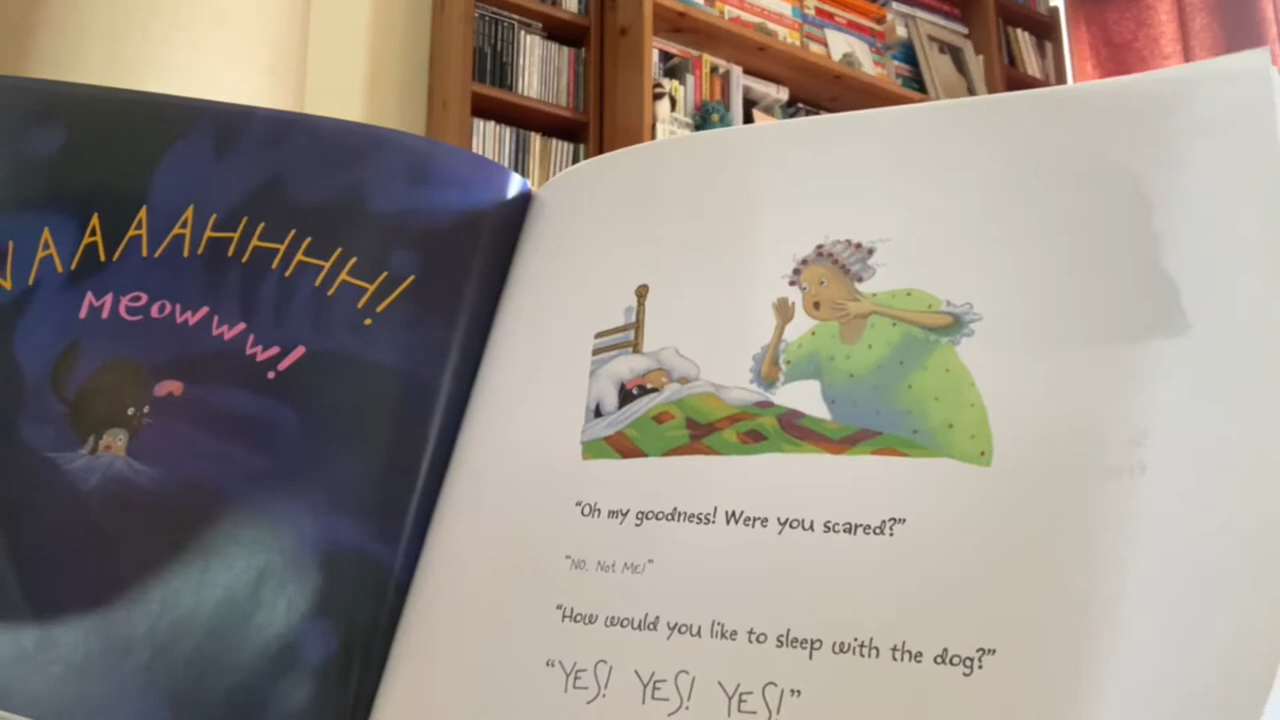 WAAAAAHHHH!
MEOWWW!
"Oh my goodness! Were you scared?"
"No. Not Me!"
"How would you like to sleep with the dog?"
"YES! YES! YES!"